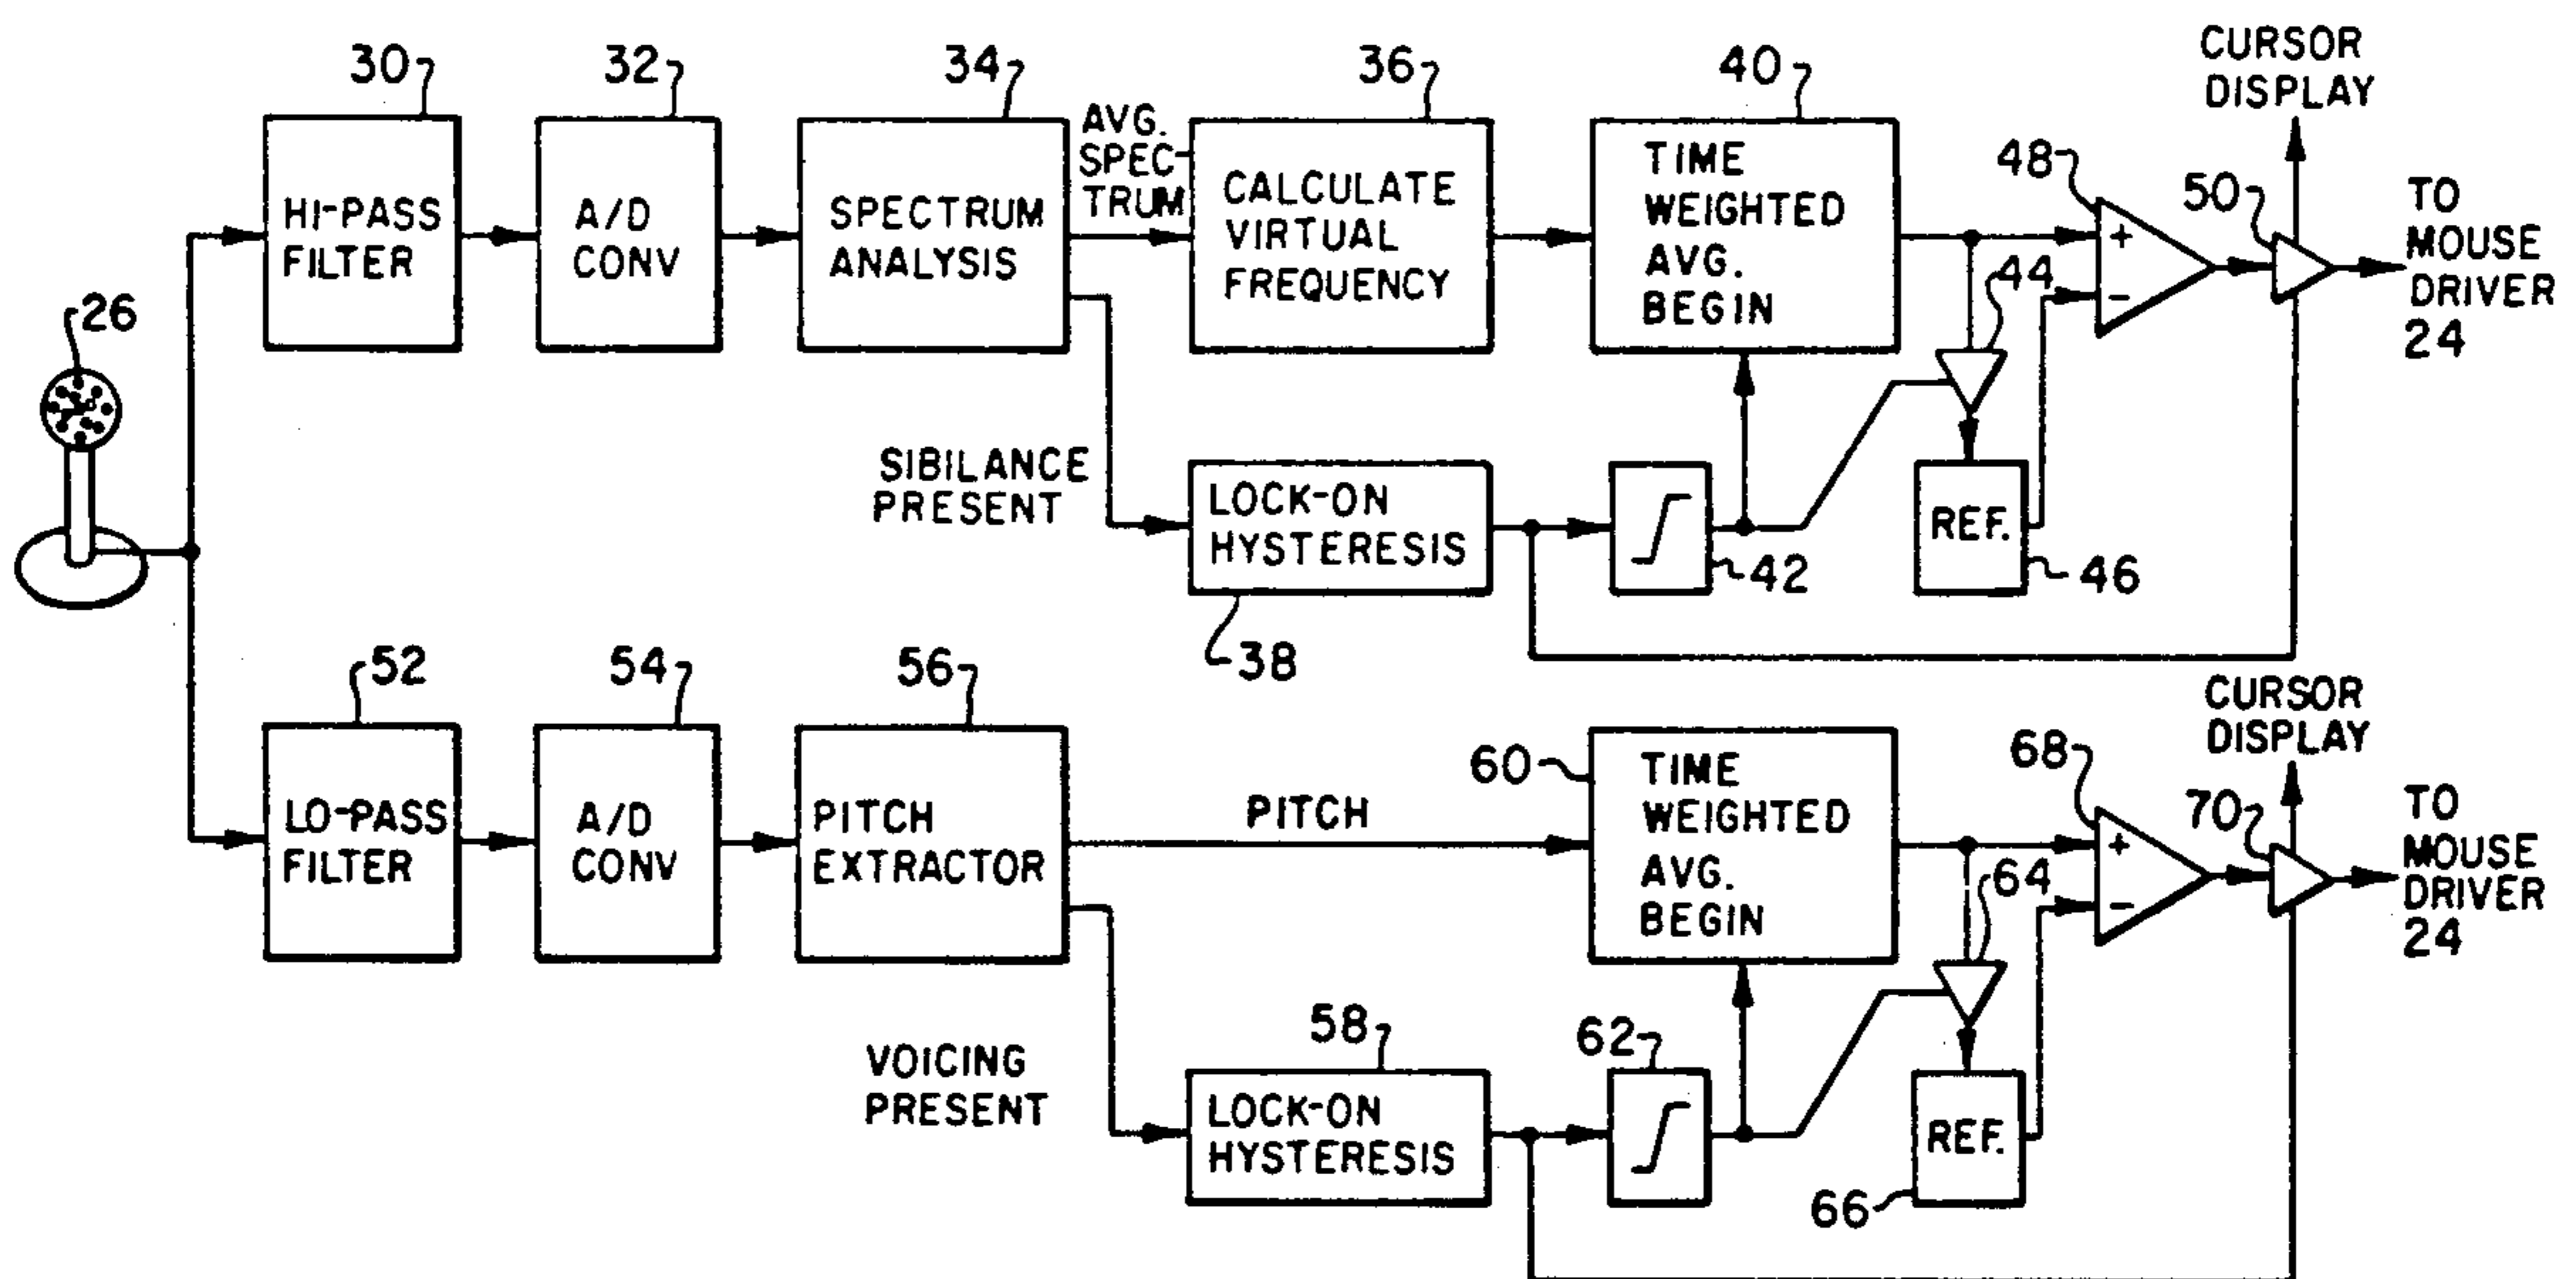 30
32
34
36
40
CURSOR
DISPLAY
HI-PASS
FILTER
A/D
CONV
SPECTRUM
ANALYSIS
AVG.
SPEC-
TRUM
CALCULATE
VIRTUAL
FREQUENCY
TIME
WEIGHTED
AVG.
BEGIN
48
+
−
50
TO
MOUSE
DRIVER
24
44
26
SIBILANCE
PRESENT
LOCK-ON
HYSTERESIS
38
42
REF.
46
52
54
56
CURSOR
DISPLAY
LO-PASS
FILTER
A/D
CONV
PITCH
EXTRACTOR
PITCH
60
TIME
WEIGHTED
AVG.
BEGIN
68
+
−
70
TO
MOUSE
DRIVER
24
64
VOICING
PRESENT
58
LOCK-ON
HYSTERESIS
62
REF.
66